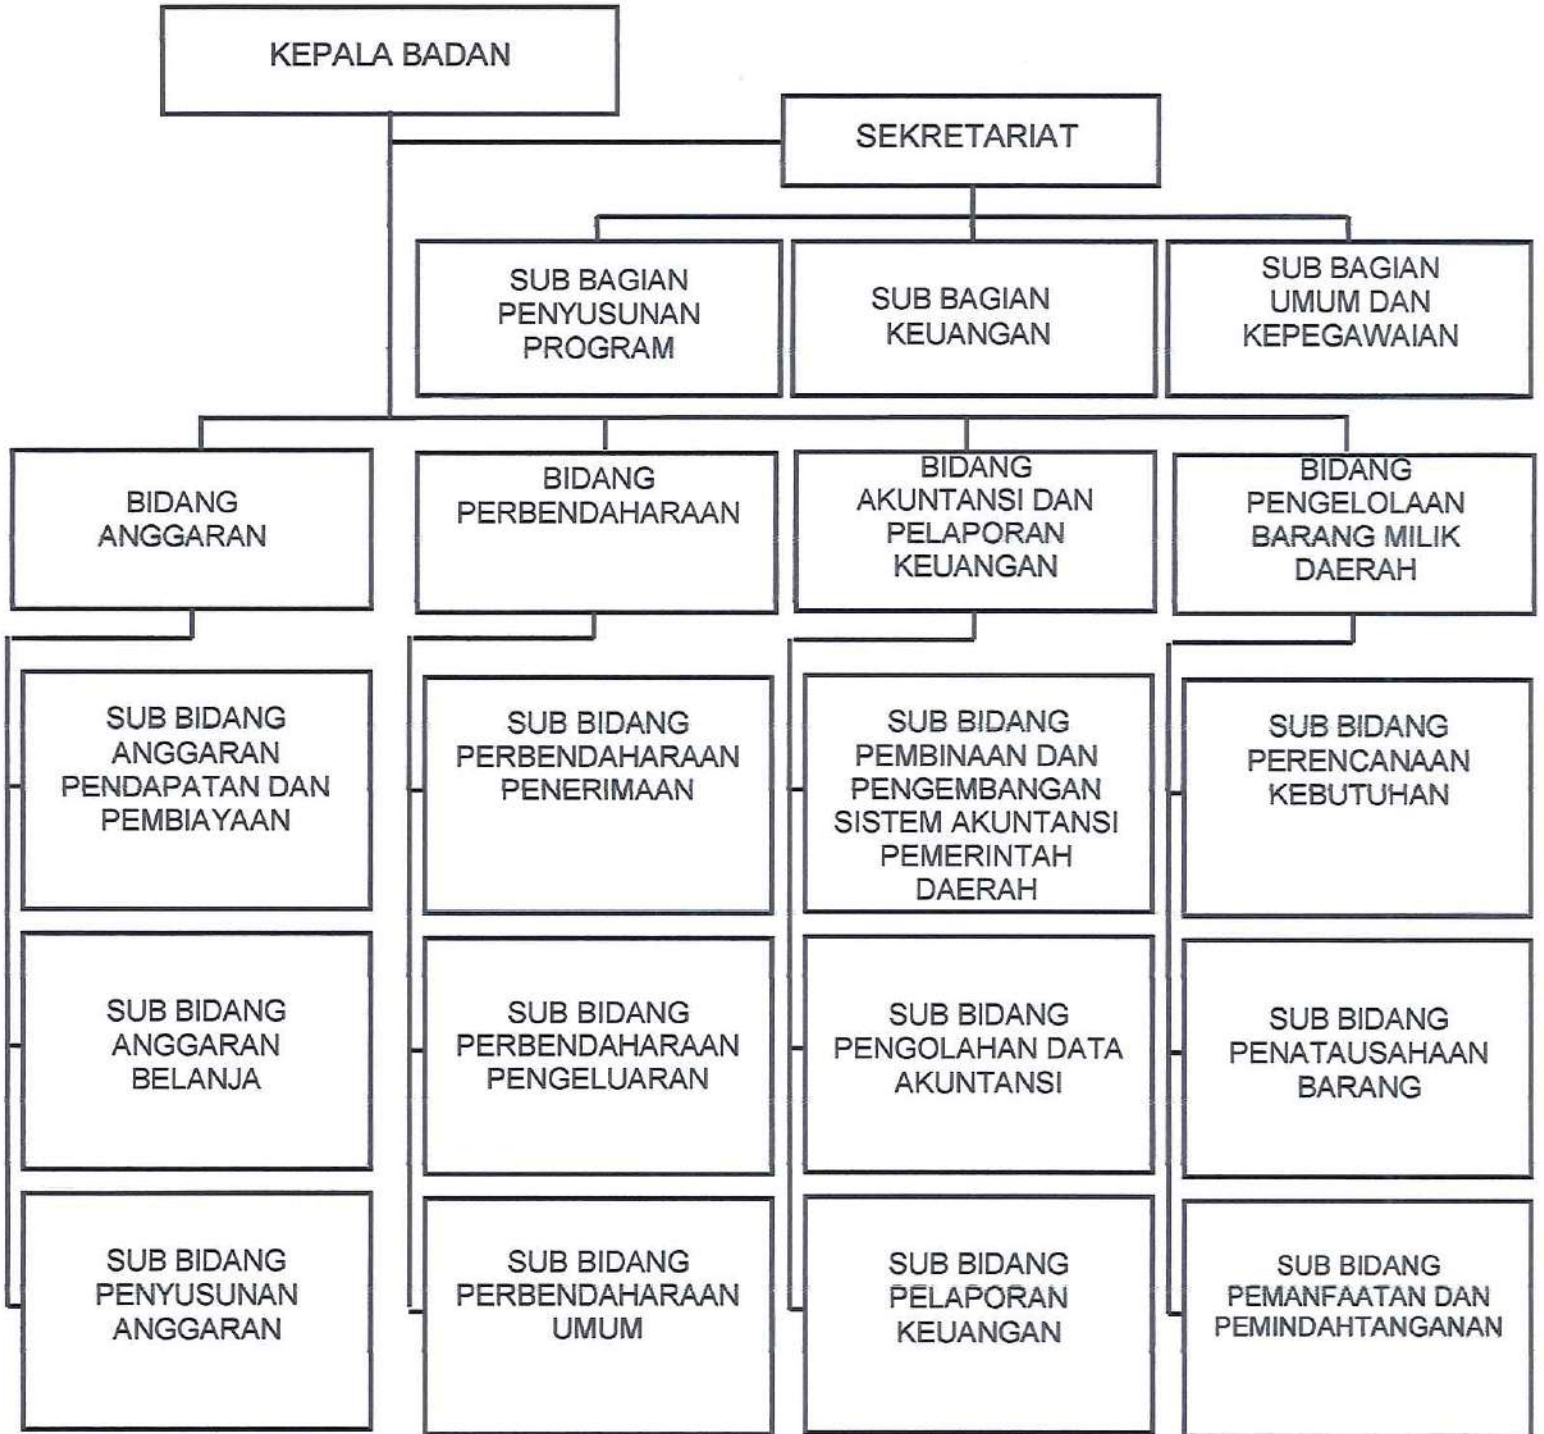 KEPALA BADAN
SEKRETARIAT
SUB BAGIAN
PENYUSUNAN
PROGRAM
SUB BAGIAN
KEUANGAN
SUB BAGIAN
UMUM DAN
KEPEGAWAIAN
BIDANG
ANGGARAN
BIDANG
PERBENDAHARAAN
BIDANG
AKUNTANSI DAN
PELAPORAN
KEUANGAN
BIDANG
PENGELOLAAN
BARANG MILIK
DAERAH
SUB BIDANG
ANGGARAN
PENDAPATAN DAN
PEMBIAYAAN
SUB BIDANG
PERBENDAHARAAN
PENERIMAAN
SUB BIDANG
PEMBINAAN DAN
PENGEMBANGAN
SISTEM AKUNTANSI
PEMERINTAH
DAERAH
SUB BIDANG
PERENCANAAN
KEBUTUHAN
SUB BIDANG
ANGGARAN
BELANJA
SUB BIDANG
PERBENDAHARAAN
PENGELUARAN
SUB BIDANG
PENGOLAHAN DATA
AKUNTANSI
SUB BIDANG
PENATAUSAHAAN
BARANG
SUB BIDANG
PENYUSUNAN
ANGGARAN
SUB BIDANG
PERBENDAHARAAN
UMUM
SUB BIDANG
PELAPORAN
KEUANGAN
SUB BIDANG
PEMANFAATAN DAN
PEMINDAHTANGANAN